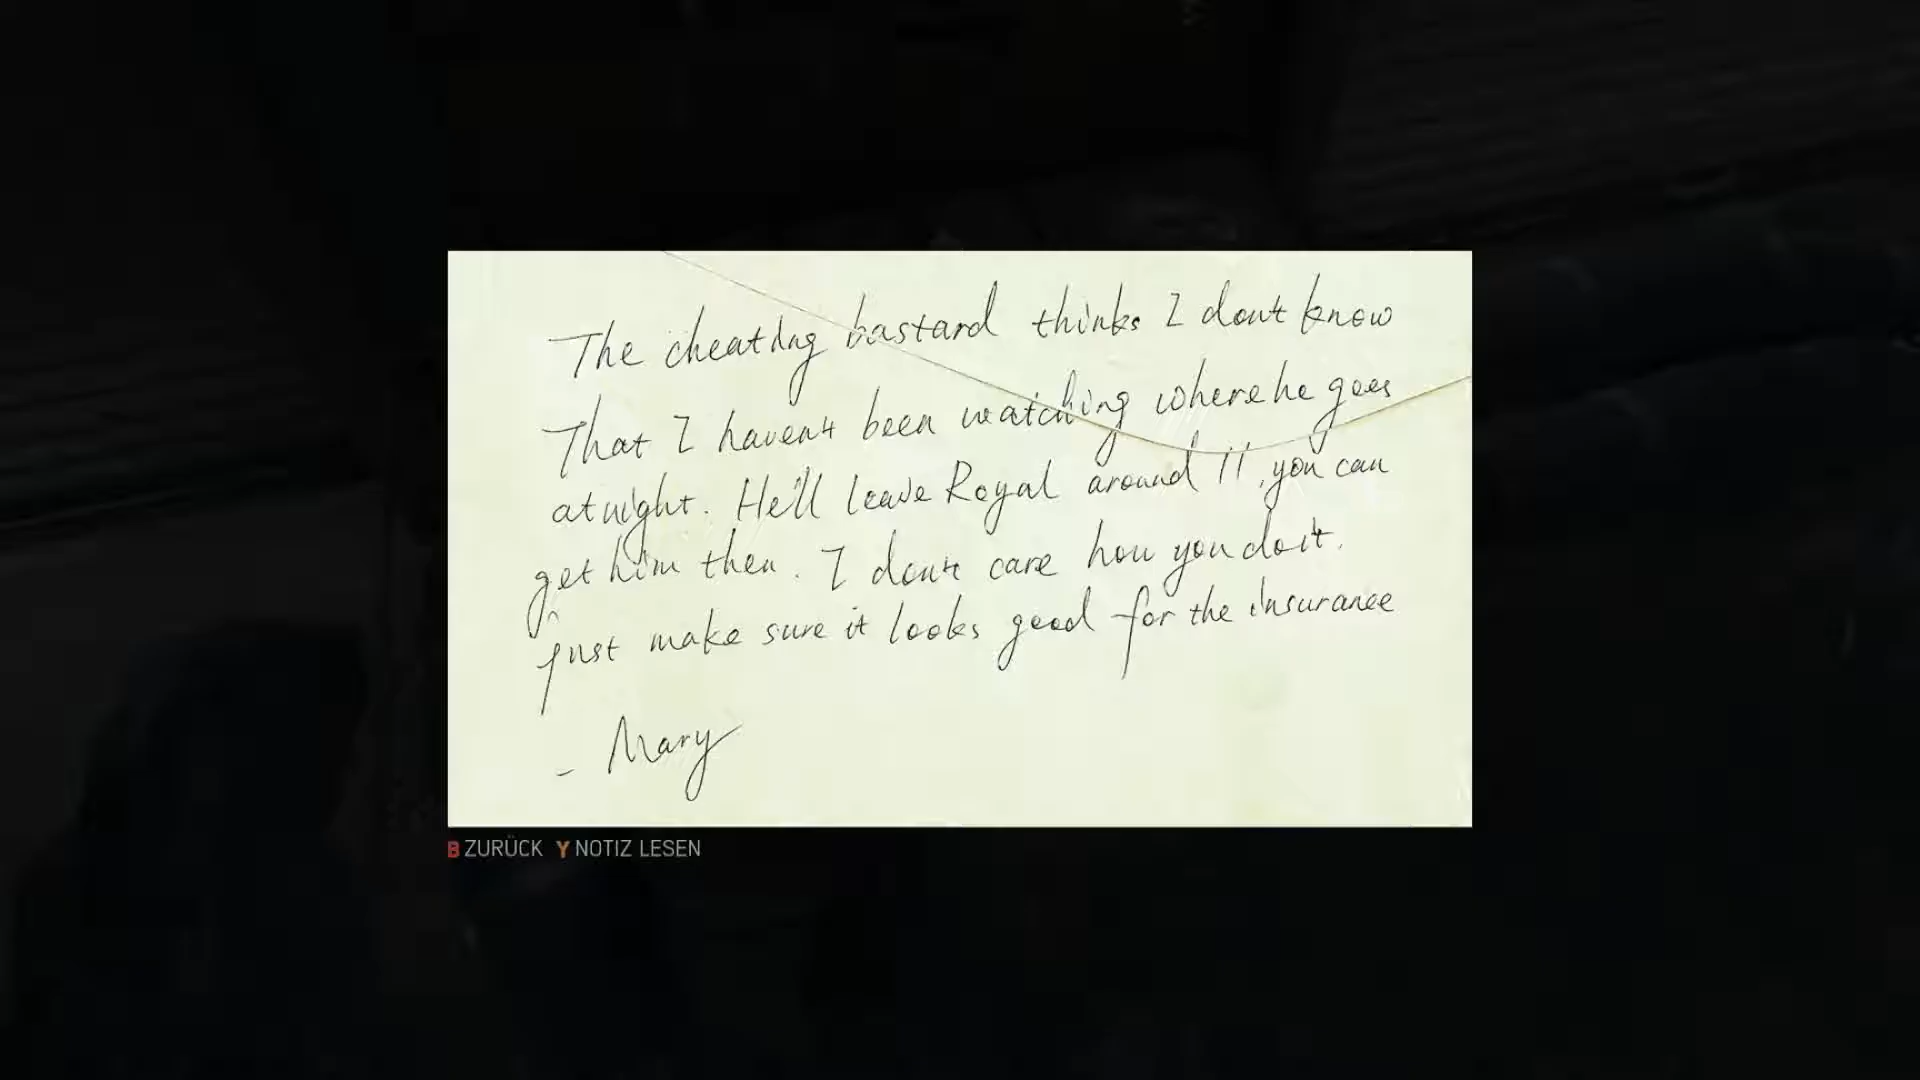 The cheating bastard thinks I dont know
That I havent been watching where he goes
at night. He'll leave Royal around 11, you can
get him then. I dont care how you do it.
just make sure it looks good for the insurance
- Mary
B ZURÜCK Y NOTIZ LESEN